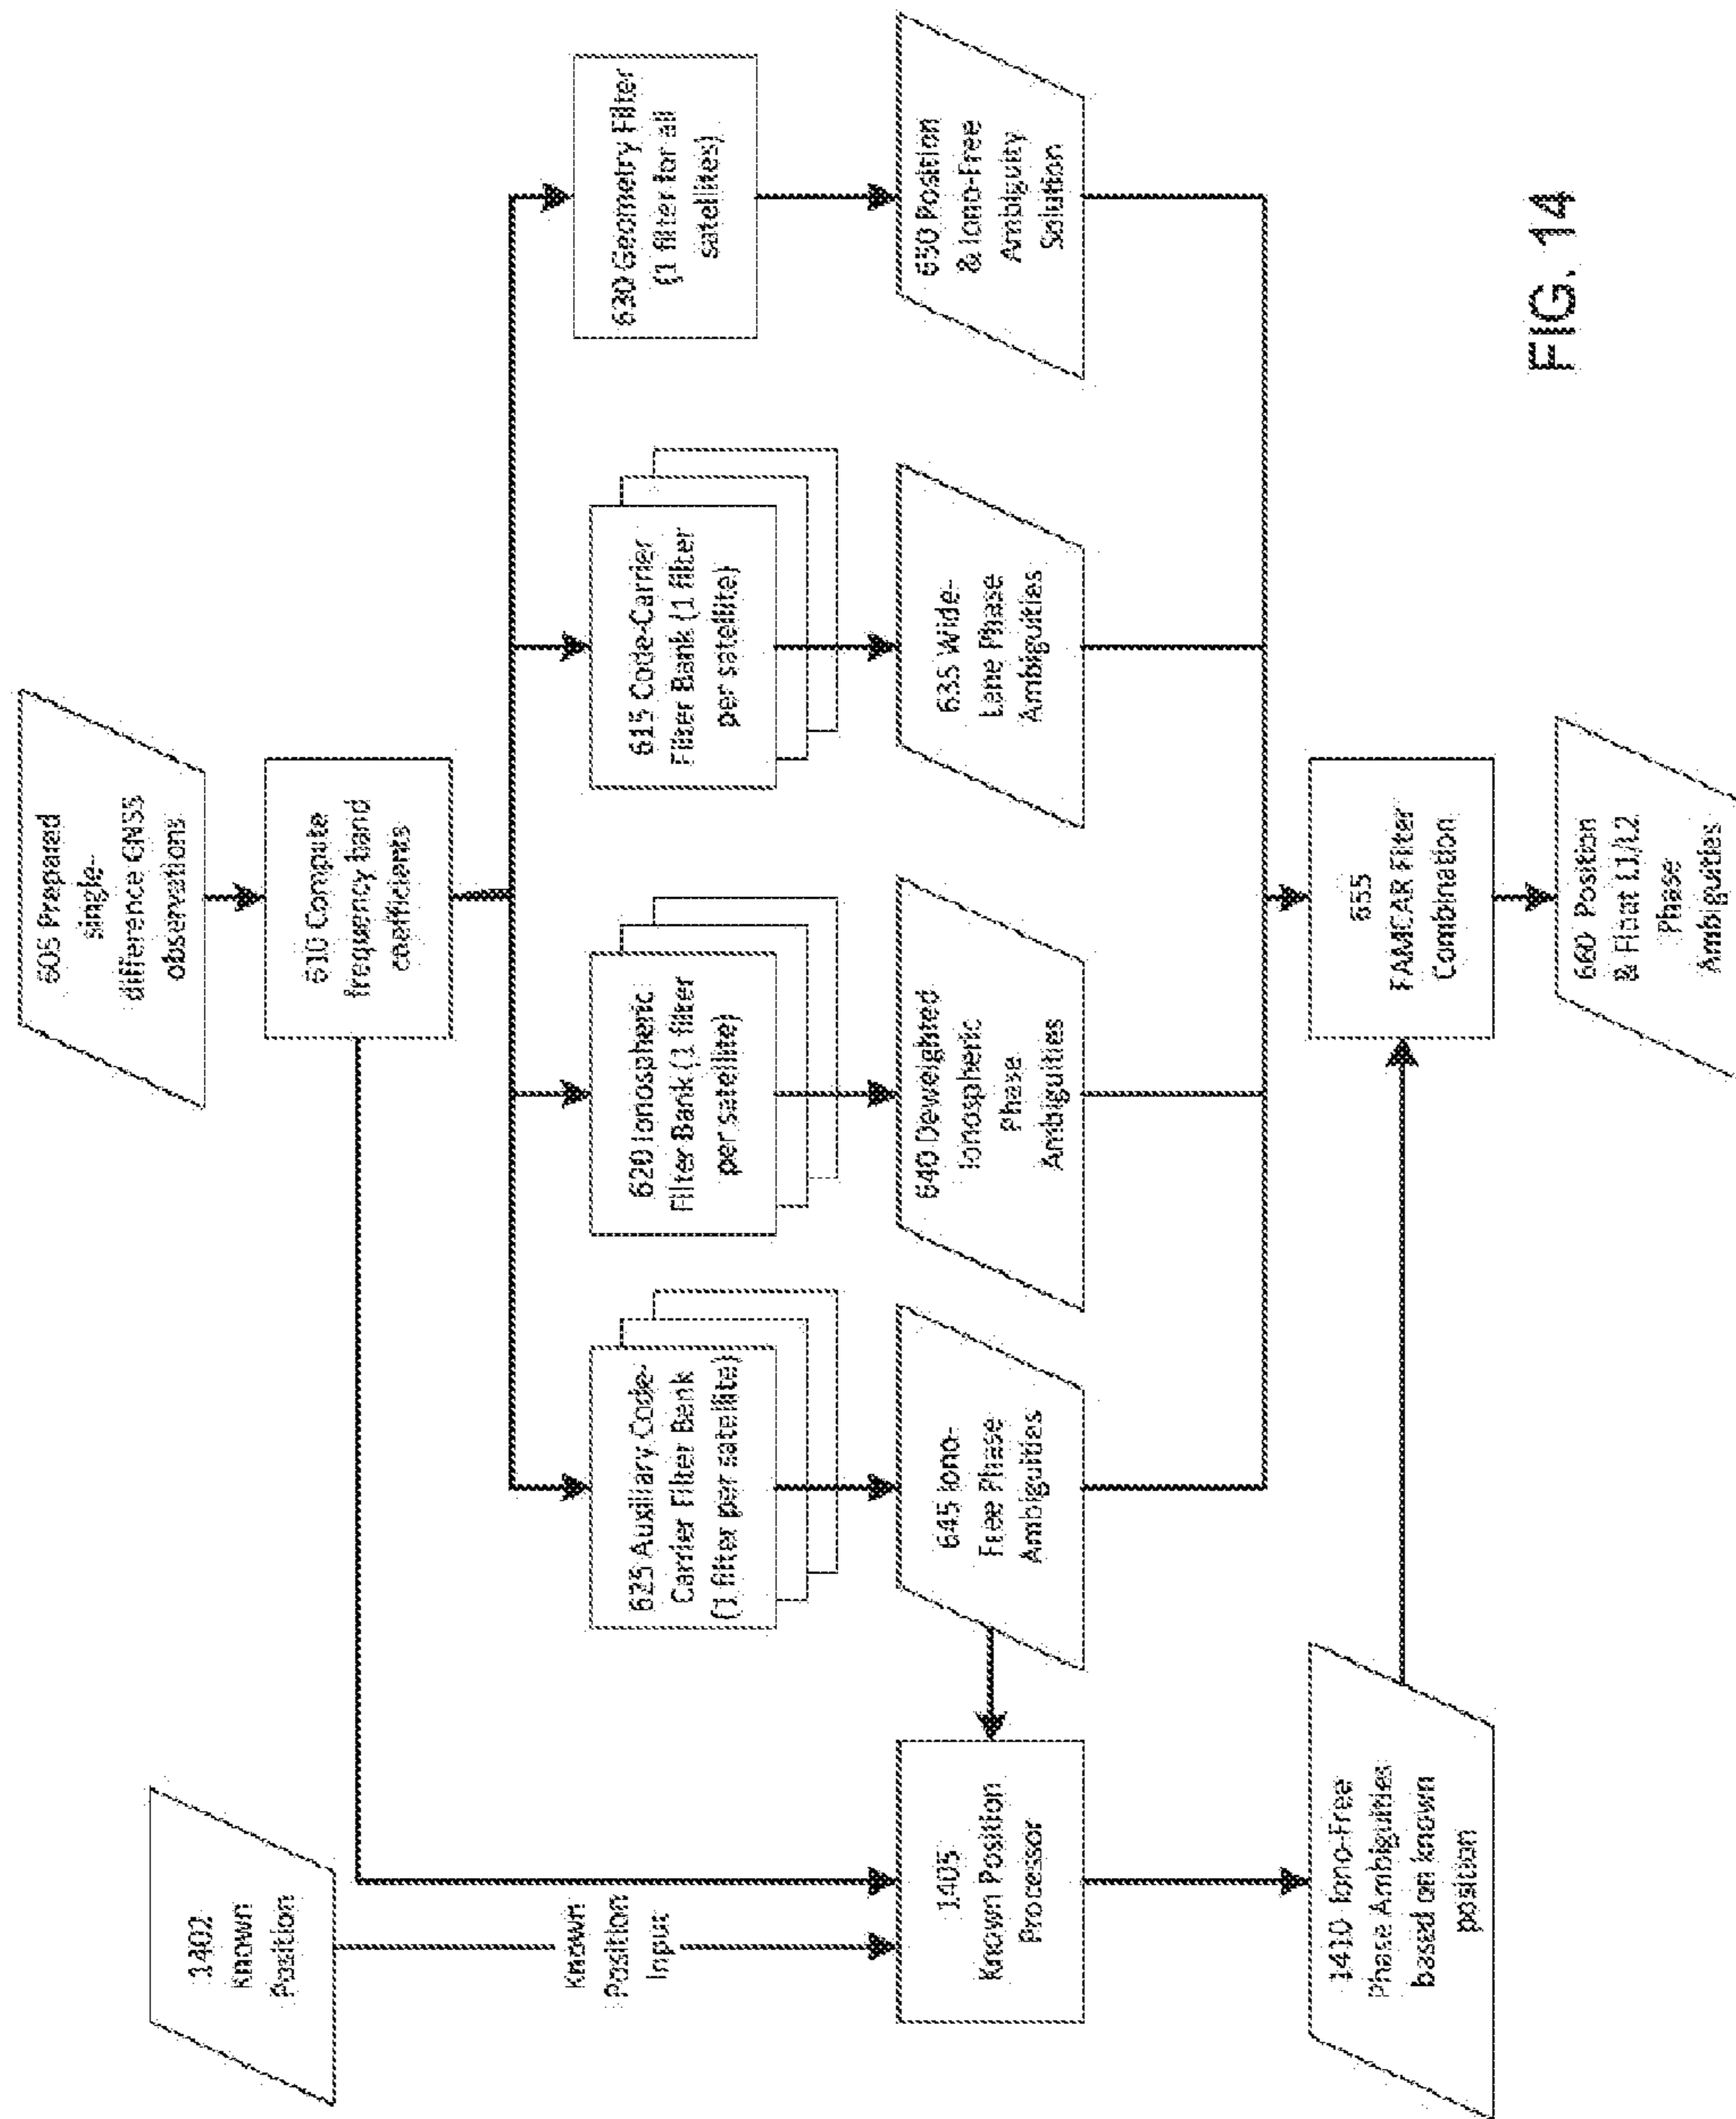 605 Prepared
single-
difference GNSS
observations
1402
Known
Position
610 Compute
frequency band
coefficients
Known
Position
Input
625 Auxiliary Code-
Carrier Filter Bank
(1 filter per satellite)
620 Ionospheric
Filter Bank (1 filter
per satellite)
615 Code-Carrier
Filter Bank (1 filter
per satellite)
630 Geometry Filter
(1 filter for all
satellites)
1405
Known Position
Processor
645 Iono-
Free Phase
Ambiguities
640 Deweighted
Ionospheric
Phase
Ambiguities
635 Wide-
Lane Phase
Ambiguities
650 Position
& Iono-Free
Ambiguity
Solution
1410 Iono-Free
Phase Ambiguities
based on known
position
655
FAMCAR Filter
Combination
660 Position
& Float L1/L2
Phase
Ambiguities
FIG. 14